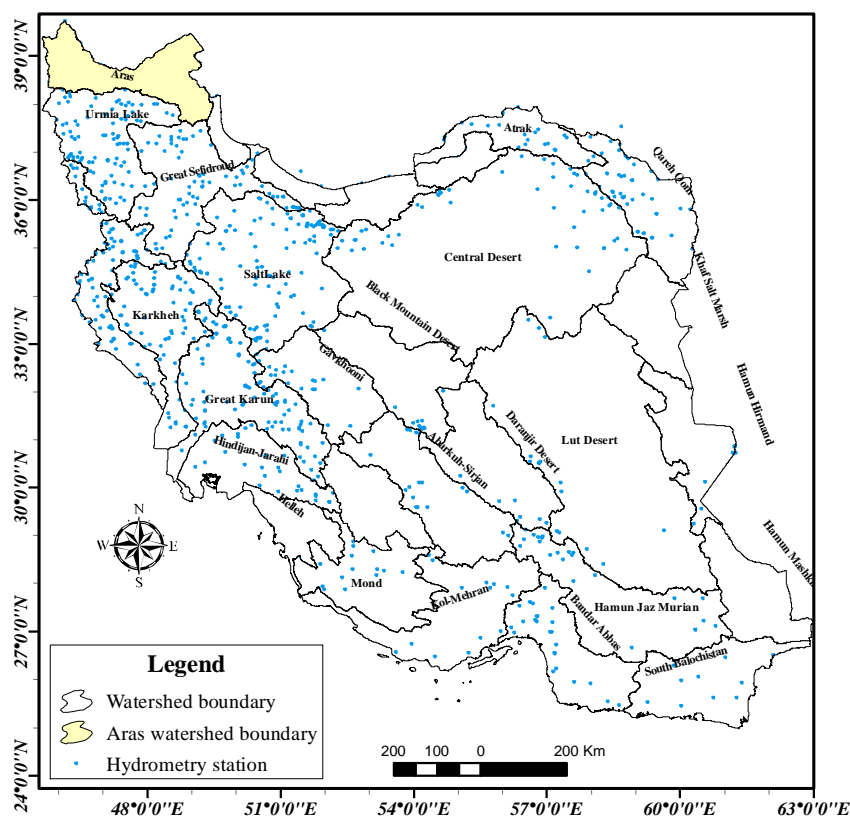 39°0'0"N
36°0'0"N
33°0'0"N
30°0'0"N
27°0'0"N
24°0'0"N
Aras
Urmia Lake
Great Sefidroud
Atrak
Qareh Qom
Central Desert
SaltLake
Khaf Salt Marsh
Black Mountain Desert
Karkheh
Gavkhooni
Hamun Hirmand
Great Karun
Daranjir Desert
Lut Desert
Hindijan-Jarahi
Abarkuh-Sirjan
Helleh
Hamun Mashk
N
W
E
S
Mond
Kol-Mehran
Bandar Abbas
Hamun Jaz Murian
South Balochistan
Legend
Watershed boundary
Aras watershed boundary
Hydrometry station
200 100 0 200 Km
48°0'0"E 51°0'0"E 54°0'0"E 57°0'0"E 60°0'0"E 63°0'0"E